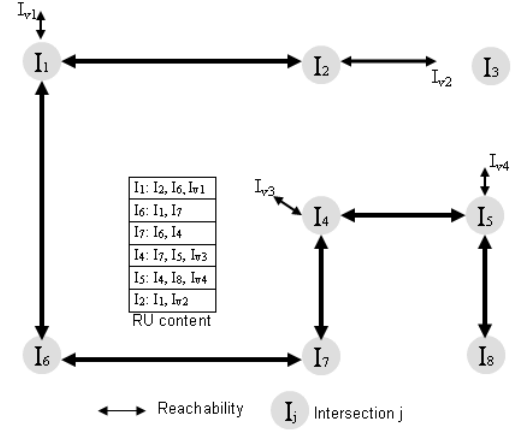 Iv1
I1
I2
Iv2
I3
I1: I2, I6, Iv1
I6: I1, I7
I7: I6, I4
I4: I7, I5, Iv3
I5: I4, I8, Iv4
I2: I1, Iv2
RU content
Iv3
I4
Iv4
I5
I6
I7
I8
Reachability
Ij
Intersection j